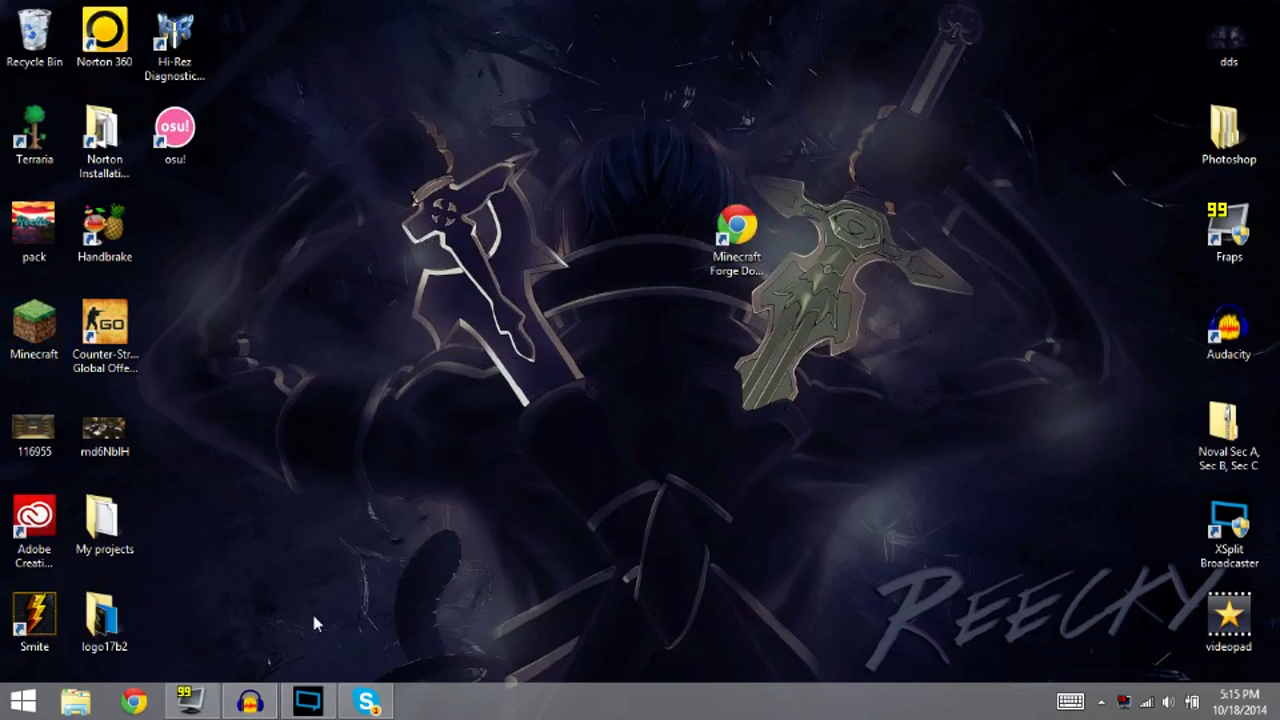 Recycle Bin
Norton 360
Hi-Rez
Diagnostic...
dds
Terraria
Norton
Installati...
osu!
osu!
Photoshop
pack
Handbrake
Minecraft
Forge Do...
99
Fraps
Minecraft
GO
Counter-Str...
Global Offe...
Audacity
116955
md6NbIH
Noval Sec A,
Sec B, Sec C
Adobe
Creati...
My projects
XSplit
Broadcaster
Smite
logo17b2
REECKY
videopad
99
S
1
5:15 PM
10/18/2014